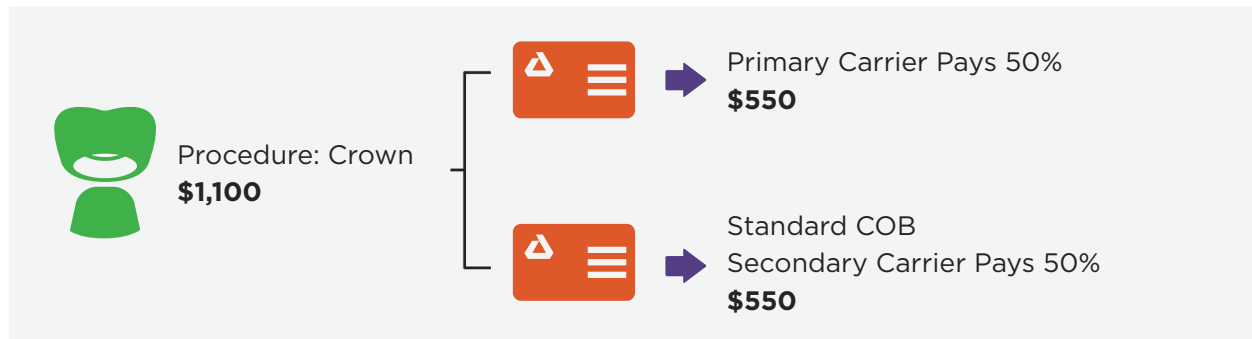 Procedure: Crown
$1,100
Primary Carrier Pays 50%
$550
Standard COB
Secondary Carrier Pays 50%
$550